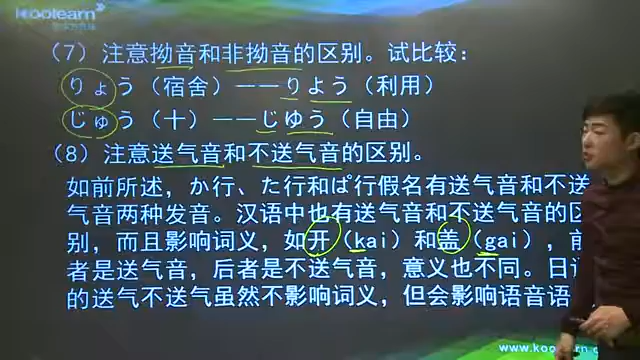 Koolearn
（7）注意拗音和非拗音的区别。试比较：
りょう（宿舍）——りよう（利用）
じゅう（十）——じゆう（自由）
（8）注意送气音和不送气音的区别。
如前所述，か行、た行和ぱ行假名有送气音和不送
气音两种发音。汉语中也有送气音和不送气音的区
别，而且影响词义，如开（kai）和盖（gai），前
者是送气音，后者是不送气音，意义也不同。日语
的送气不送气虽然不影响词义，但会影响语音语
www.koolearn.c